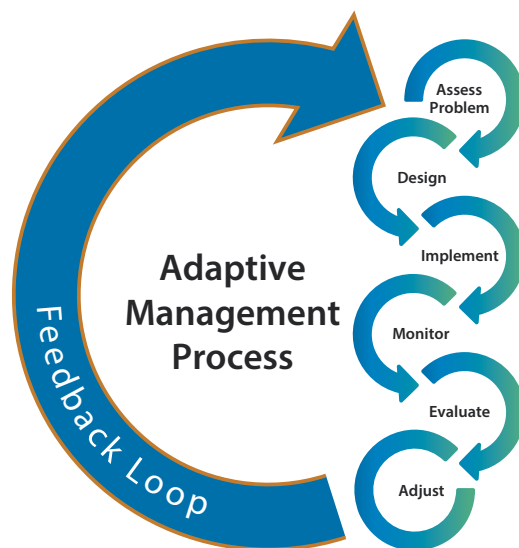 Assess
Problem
Design
Implement
Adaptive
Management
Process
Monitor
Evaluate
Adjust
Feedback Loop